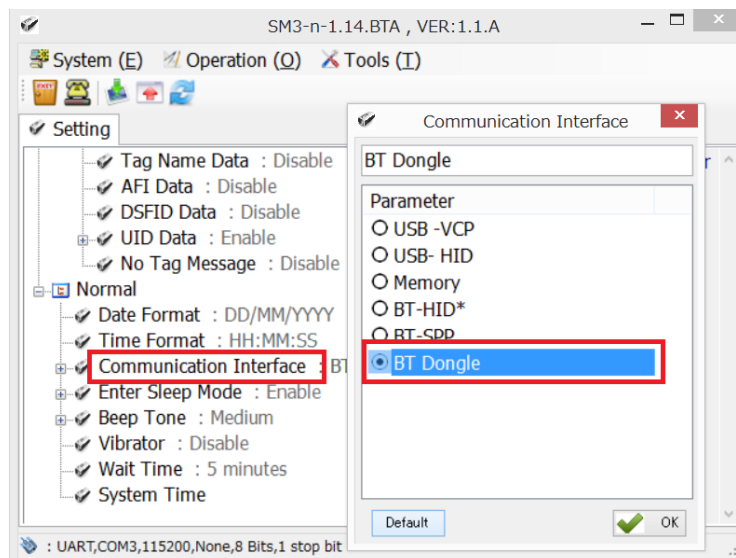 SM3-n-1.14.BTA , VER:1.1.A
System (E) Operation (O) Tools (T)
EXIT
Setting
Tag Name Data : Disable
AFI Data : Disable
DSFID Data : Disable
UID Data : Enable
No Tag Message : Disable
Normal
Date Format : DD/MM/YYYY
Time Format : HH:MM:SS
Communication Interface : BT
Enter Sleep Mode : Enable
Beep Tone : Medium
Vibrator : Disable
Wait Time : 5 minutes
System Time
: UART,COM3,115200,None,8 Bits,1 stop bit
Communication Interface
BT Dongle
Parameter
USB -VCP
USB- HID
Memory
BT-HID*
BT-SPP
BT Dongle
Default OK